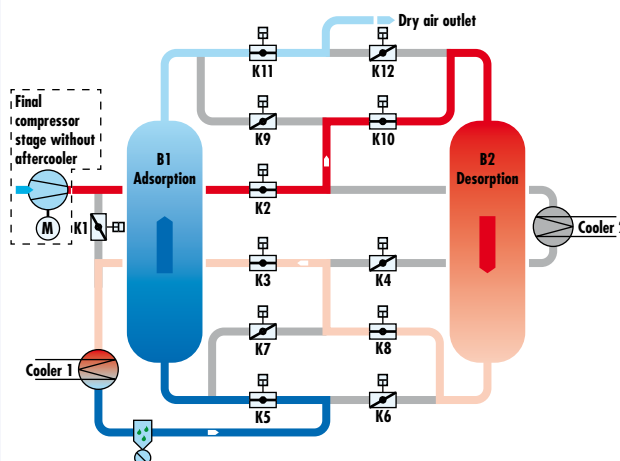 Dry air outlet
K11
K12
Final
compressor
stage without
aftercooler
K9
K10
B1
Adsorption
B2
Desorption
K2
M
K1
Cooler
K3
K4
K7
K8
Cooler 1
K5
K6